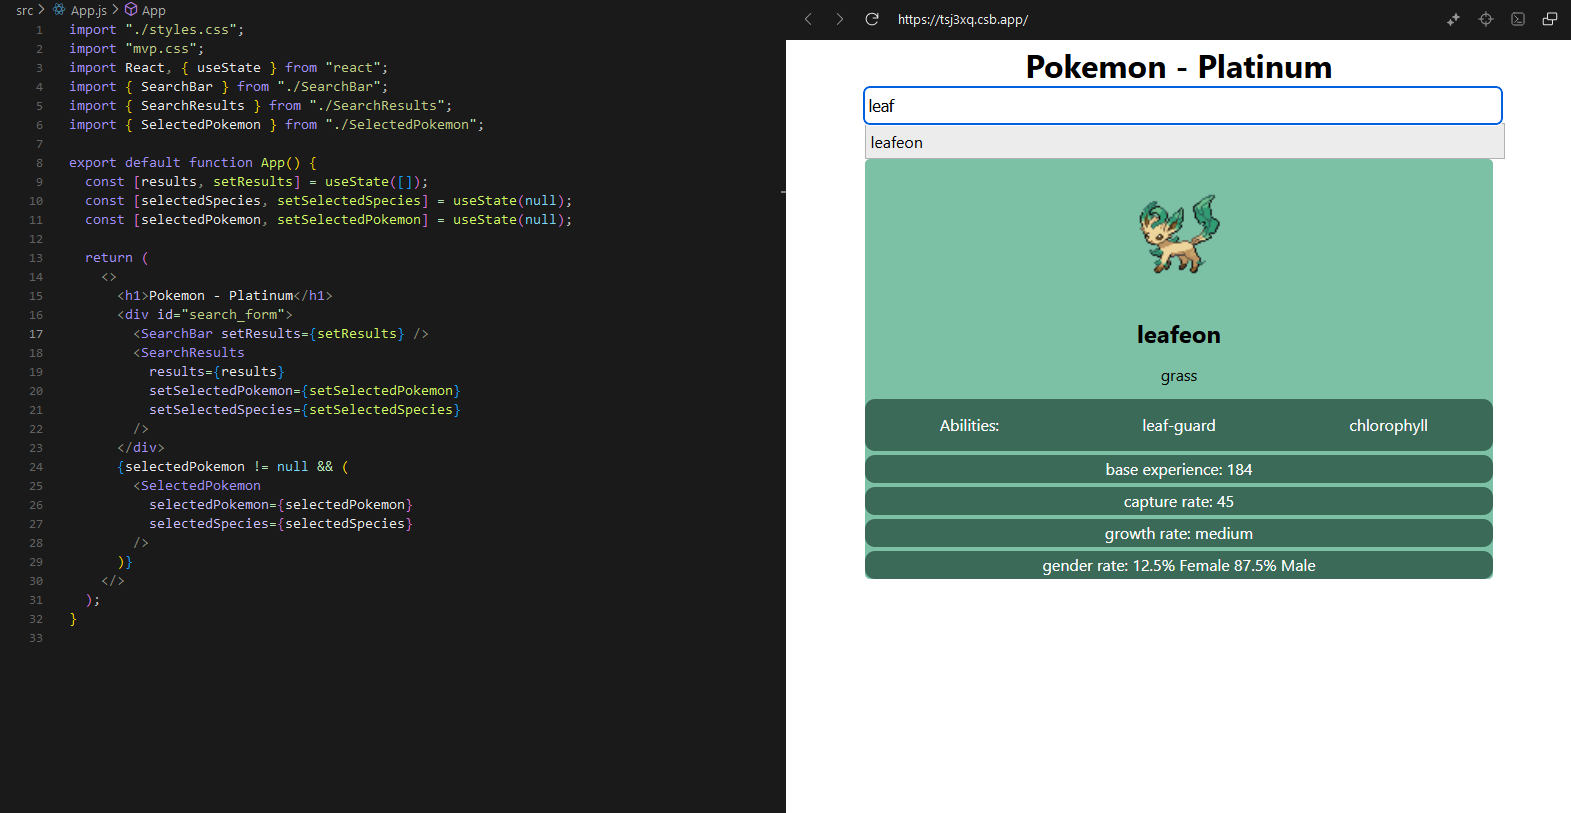 src > App.js > App
1 import "./styles.css";
2 import "mvp.css";
3 import React, { useState } from "react";
4 import { SearchBar } from "./SearchBar";
5 import { SearchResults } from "./SearchResults";
6 import { SelectedPokemon } from "./SelectedPokemon";
7
8 export default function App() {
9   const [results, setResults] = useState([]);
10   const [selectedSpecies, setSelectedSpecies] = useState(null);
11   const [selectedPokemon, setSelectedPokemon] = useState(null);
12
13   return (
14     <>
15       <h1>Pokemon - Platinum</h1>
16       <div id="search_form">
17         <SearchBar setResults={setResults} />
18         <SearchResults
19           results={results}
20           setSelectedPokemon={setSelectedPokemon}
21           setSelectedSpecies={setSelectedSpecies}
22         />
23       </div>
24       {selectedPokemon != null && (
25         <SelectedPokemon
26           selectedPokemon={selectedPokemon}
27           selectedSpecies={selectedSpecies}
28         />
29       )}
30     </>
31   );
32 }
33
https://tsj3xq.csb.app/
Pokemon - Platinum
leaf
leafeon
leafeon
grass
Abilities: leaf-guard chlorophyll
base experience: 184
capture rate: 45
growth rate: medium
gender rate: 12.5% Female 87.5% Male